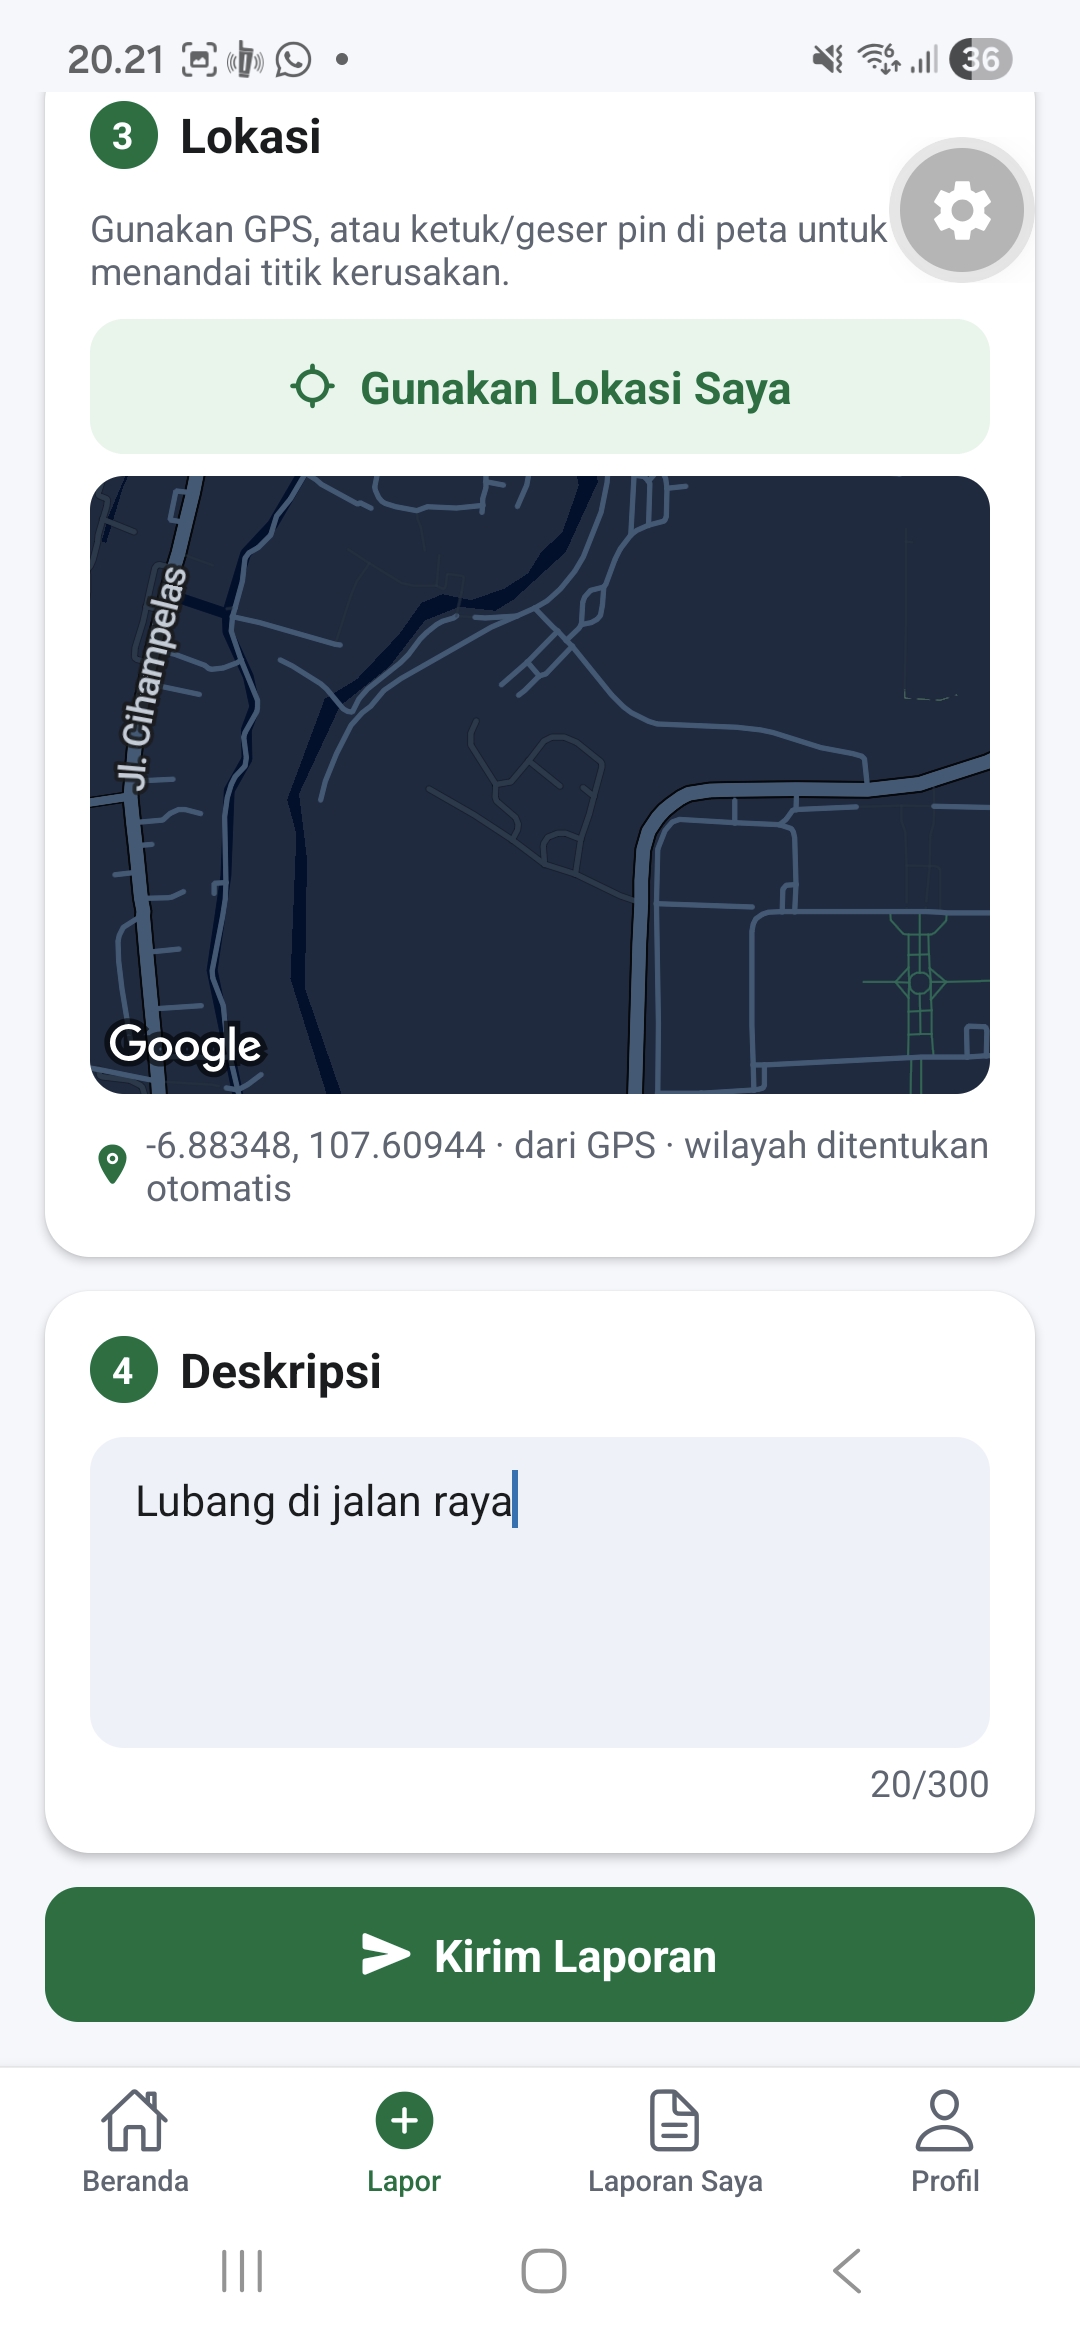 20.21
6
36
3 Lokasi
Gunakan GPS, atau ketuk/geser pin di peta untuk
menandai titik kerusakan.
Gunakan Lokasi Saya
Jl. Cihampelas
Google
-6.88348, 107.60944 · dari GPS · wilayah ditentukan
otomatis
4 Deskripsi
Lubang di jalan raya
20/300
Kirim Laporan
Beranda
Lapor
Laporan Saya
Profil